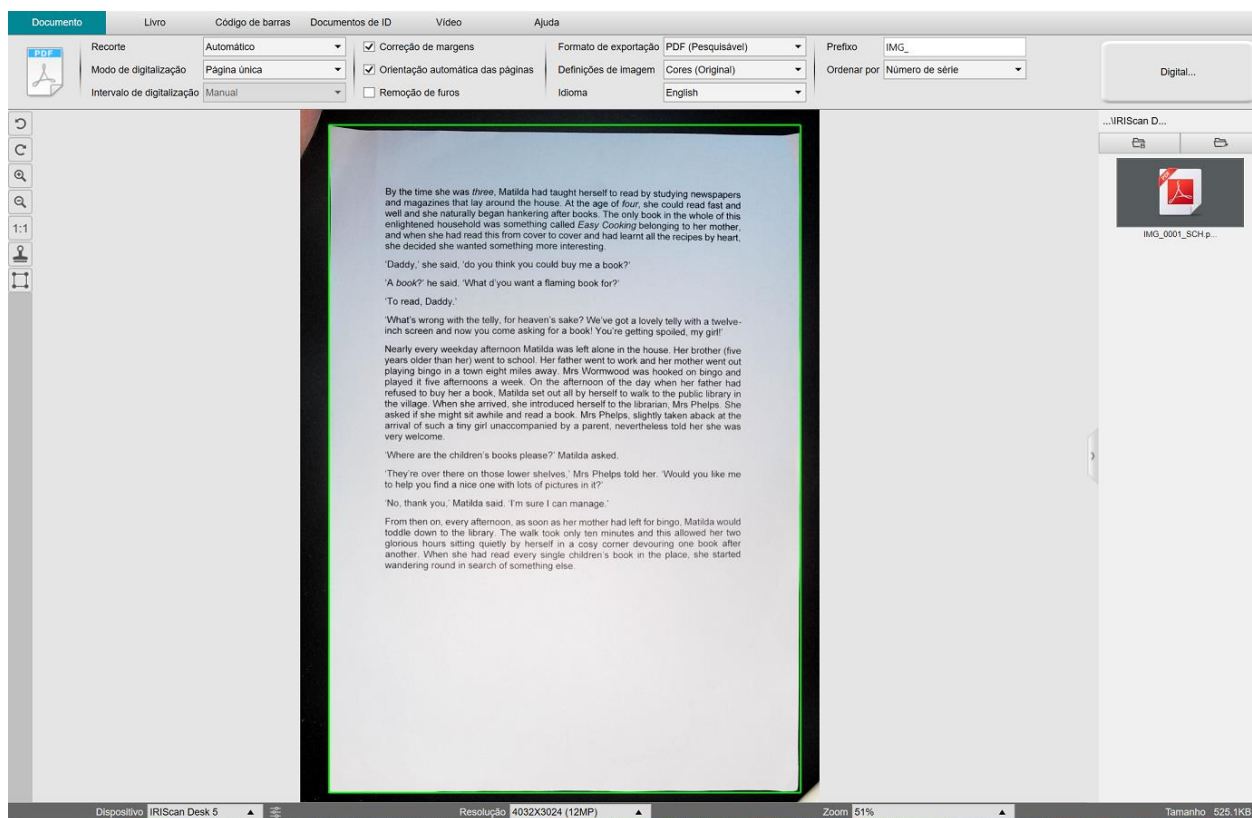 Documento Livro Código de barras Documentos de ID Vídeo Ajuda
Recorte Automático Correção de margens Formato de exportação PDF (Pesquisável) Prefixo IMG_
PDF
Modo de digitalização Página única Orientação automática das páginas Definições de imagem Cores (Original) Ordenar por Número de série Digital...
Intervalo de digitalização Manual Remoção de furos Idioma English
...\IRIScan D...
1:1
By the time she was three, Matilda had taught herself to read by studying newspapers
and magazines that lay around the house. At the age of four, she could read fast and
well and she naturally began hankering after books. The only book in the whole of this
enlightened household was something called Easy Cooking belonging to her mother,
and when she had read this from cover to cover and had learnt all the recipes by heart,
she decided she wanted something more interesting.
'Daddy,' she said, 'do you think you could buy me a book?'
'A book?' he said. 'What d'you want a flaming book for?'
'To read, Daddy.'
'What's wrong with the telly, for heaven's sake? We've got a lovely telly with a twelve-
inch screen and now you come asking for a book! You're getting spoiled, my girl!'
Nearly every weekday afternoon Matilda was left alone in the house. Her brother (five
years older than her) went to school. Her father went to work and her mother went out
playing bingo in a town eight miles away. Mrs Wormwood was hooked on bingo and
played it five afternoons a week. On the afternoon of the day when her father had
refused to buy her a book, Matilda set out all by herself to walk to the public library in
the village. When she arrived, she introduced herself to the librarian, Mrs Phelps. She
asked if she might sit awhile and read a book. Mrs Phelps, slightly taken aback at the
arrival of such a tiny girl unaccompanied by a parent, nevertheless told her she was
very welcome.
'Where are the children's books please?' Matilda asked.
'They're over there on those lower shelves,' Mrs Phelps told her. 'Would you like me
to help you find a nice one with lots of pictures in it?'
'No, thank you,' Matilda said. 'I'm sure I can manage.'
From then on, every afternoon, as soon as her mother had left for bingo, Matilda would
toddle down to the library. The walk took only ten minutes and this allowed her two
glorious hours sitting quietly by herself in a cosy corner devouring one book after
another. When she had read every single children's book in the place, she started
wandering round in search of something else.
PDF
IMG_0001_SCH.p...
Dispositivo IRIScan Desk 5 Resolução 4032X3024 (12MP) Zoom 51% Tamanho 525.1KB